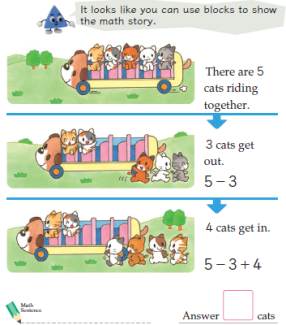 It looks like you can use blocks to show
the math story.
There are 5
cats riding
together.
3 cats get
out.
5 − 3
4 cats get in.
5 − 3 + 4
Math
Sentence
Answer cats